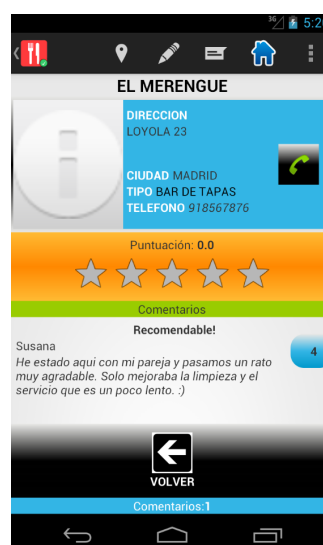 36
5:20
EL MERENGUE
DIRECCION
LOYOLA 23
CIUDAD MADRID
TIPO BAR DE TAPAS
TELEFONO 918567876
Puntuación: 0.0
Comentarios
Recomendable!
Susana
4
He estado aqui con mi pareja y pasamos un rato
muy agradable. Solo mejoraba la limpieza y el
servicio que es un poco lento. :)
VOLVER
Comentarios:1